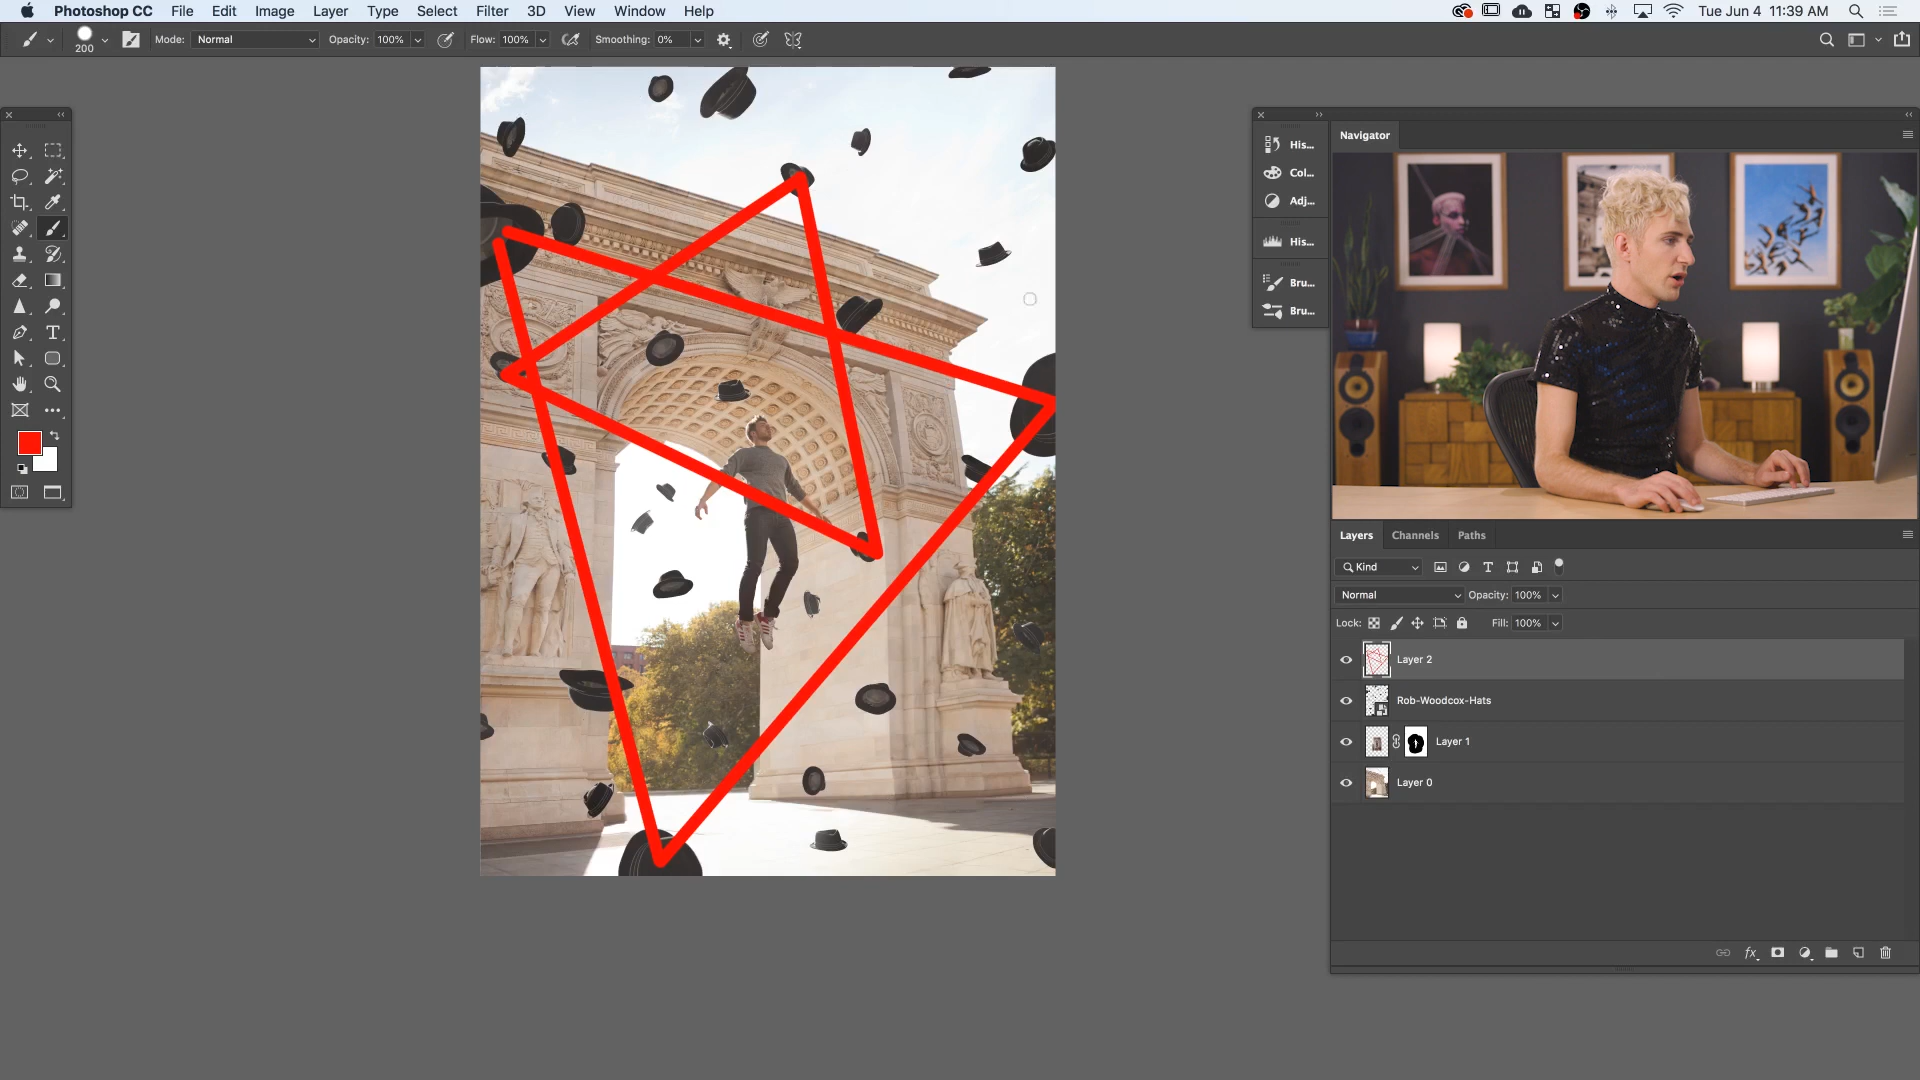 Photoshop CC File Edit Image Layer Type Select Filter 3D View Window Help Tue Jun 4 11:39 AM
200 Mode: Normal Opacity: 100% Flow: 100% Smoothing: 0%
His...
Col...
Adj...
His...
Bru...
Bru...
Navigator
Layers Channels Paths
Kind
Normal Opacity: 100%
Lock: Fill: 100%
Layer 2
Rob-Woodcox-Hats
Layer 1
Layer 0
fx